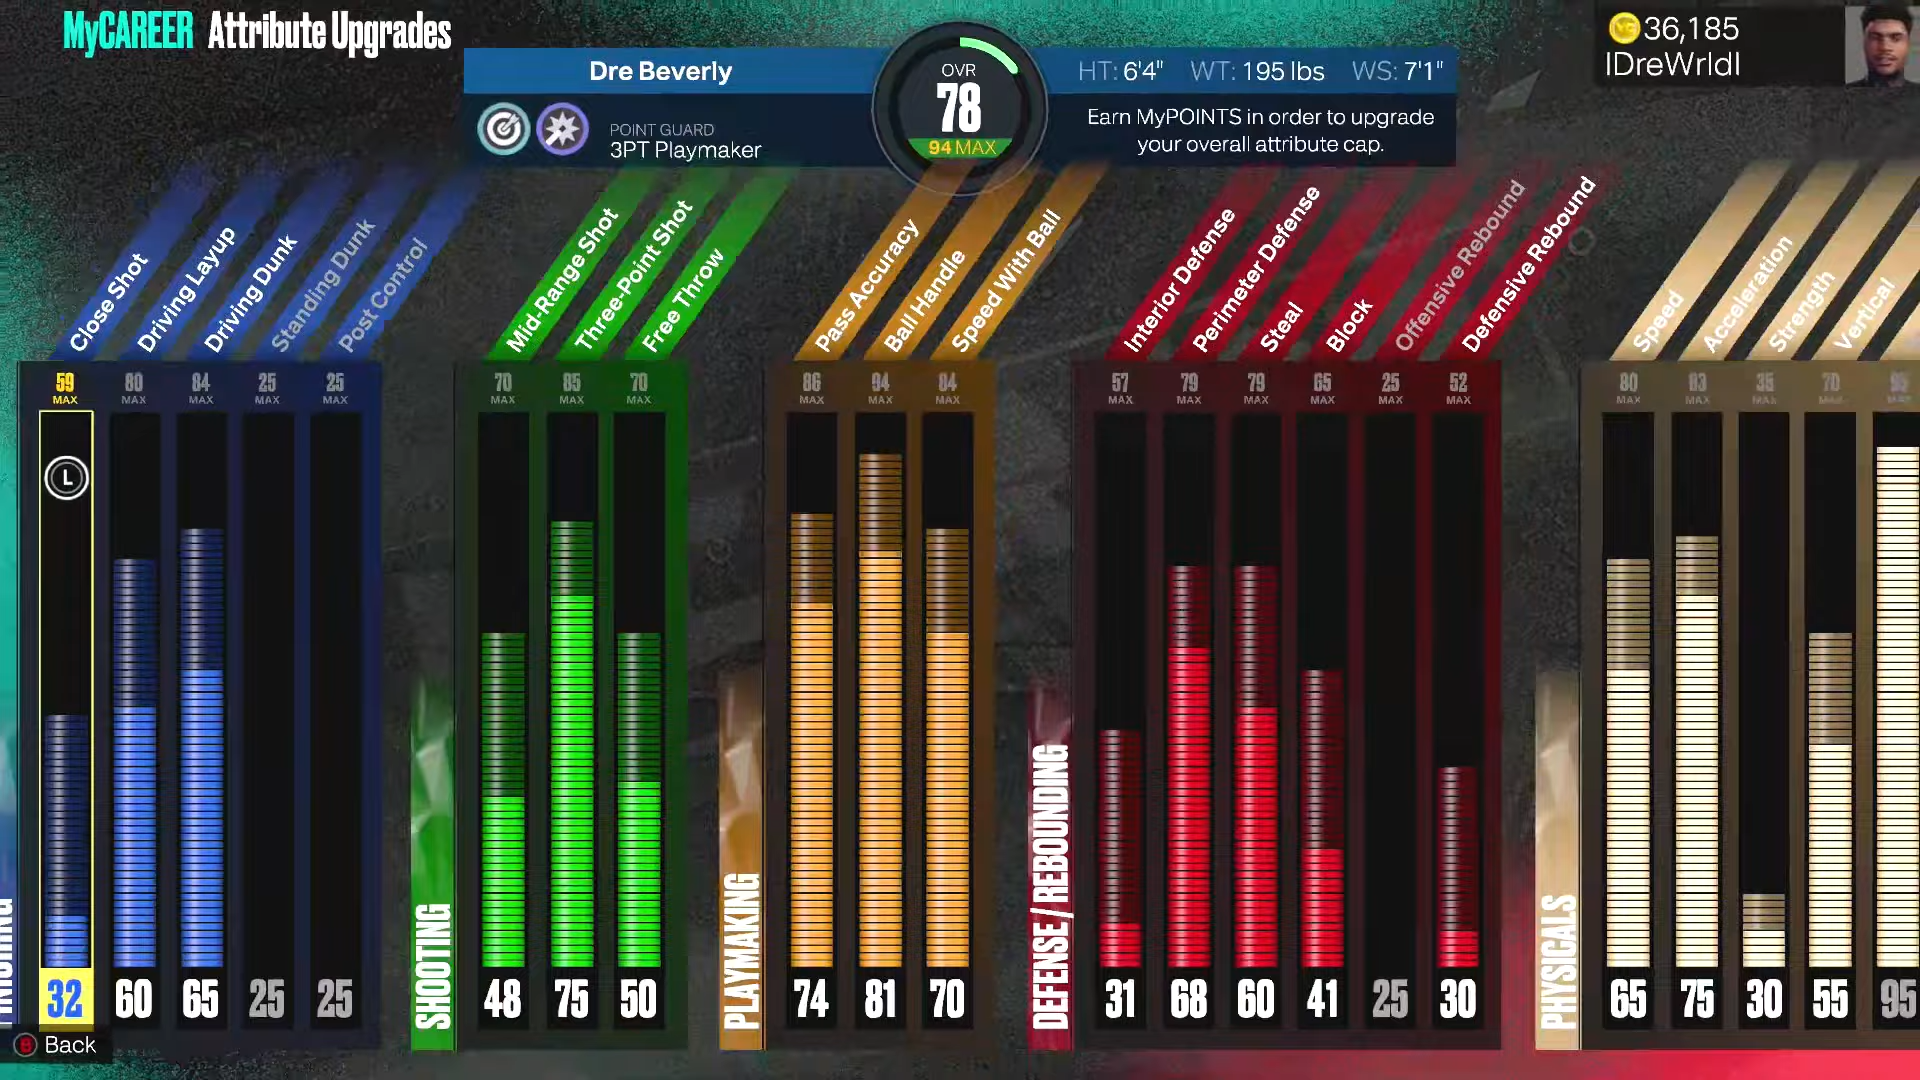 MyCAREER Attribute Upgrades
36,185
IDreWrldI
Dre Beverly
OVR
78
94 MAX
HT: 6'4" WT: 195 lbs WS: 7'1"
POINT GUARD
3PT Playmaker
Earn MyPOINTS in order to upgrade
your overall attribute cap.
Close Shot
Driving Layup
Driving Dunk
Standing Dunk
Post Control
Mid-Range Shot
Three-Point Shot
Free Throw
Pass Accuracy
Ball Handle
Speed With Ball
Interior Defense
Perimeter Defense
Steal
Block
Offensive Rebound
Defensive Rebound
Speed
Acceleration
Strength
Vertical
59 MAX
80 MAX
84 MAX
25 MAX
25 MAX
70 MAX
85 MAX
70 MAX
86 MAX
94 MAX
84 MAX
57 MAX
79 MAX
79 MAX
65 MAX
25 MAX
52 MAX
80 MAX
83 MAX
35 MAX
70 MAX
95 MAX
L
SHOOTING
PLAYMAKING
DEFENSE/REBOUNDING
PHYSICALS
32 60 65 25 25
48 75 50
74 81 70
31 68 60 41 25 30
65 75 30 55 95
B Back